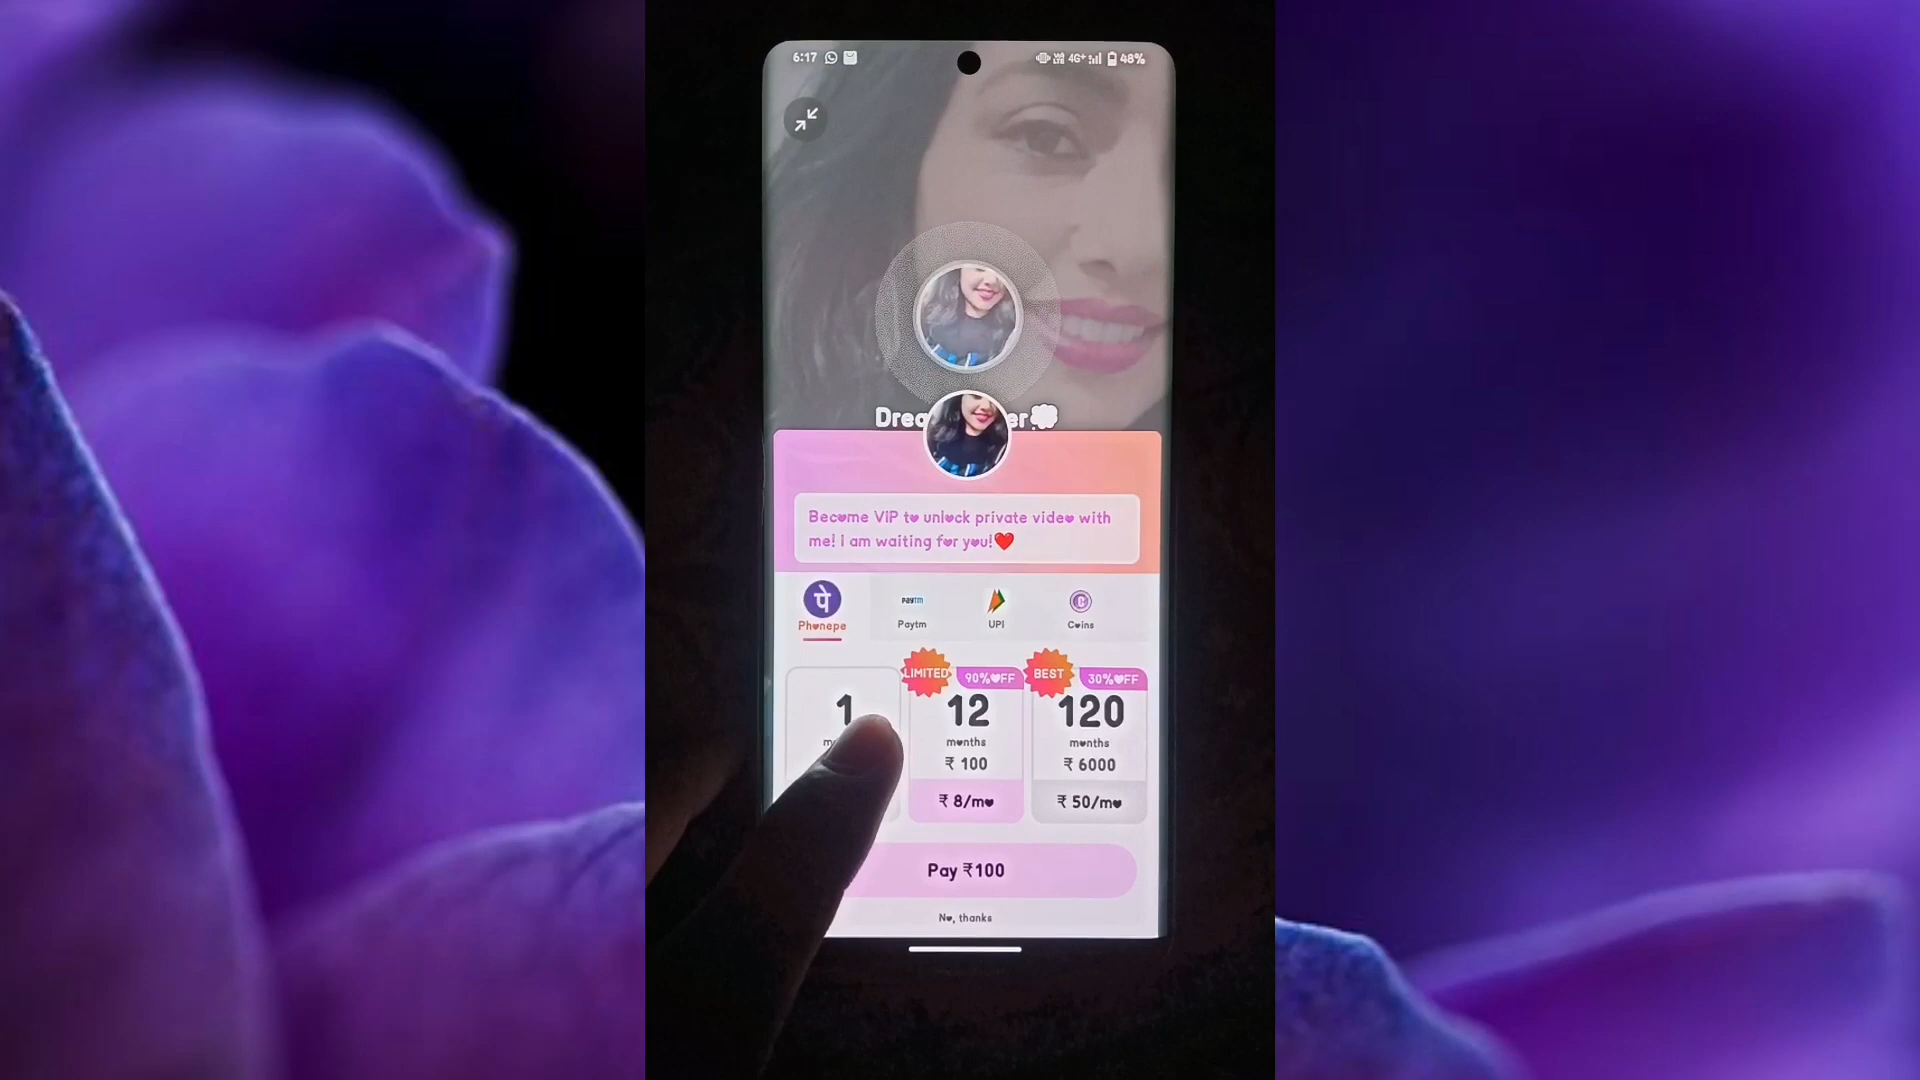 6:17 4G+ 48%
Become ViP to unlock private video with
me! I am waiting for you!❤️
पे
Paytm
Phonepe Paytm UPI Coins
LIMITED 90%OFF BEST 30%OFF
1 12 120
months months
₹ 100 ₹ 6000
₹ 8/mo ₹ 50/mo
Pay ₹100
No, thanks